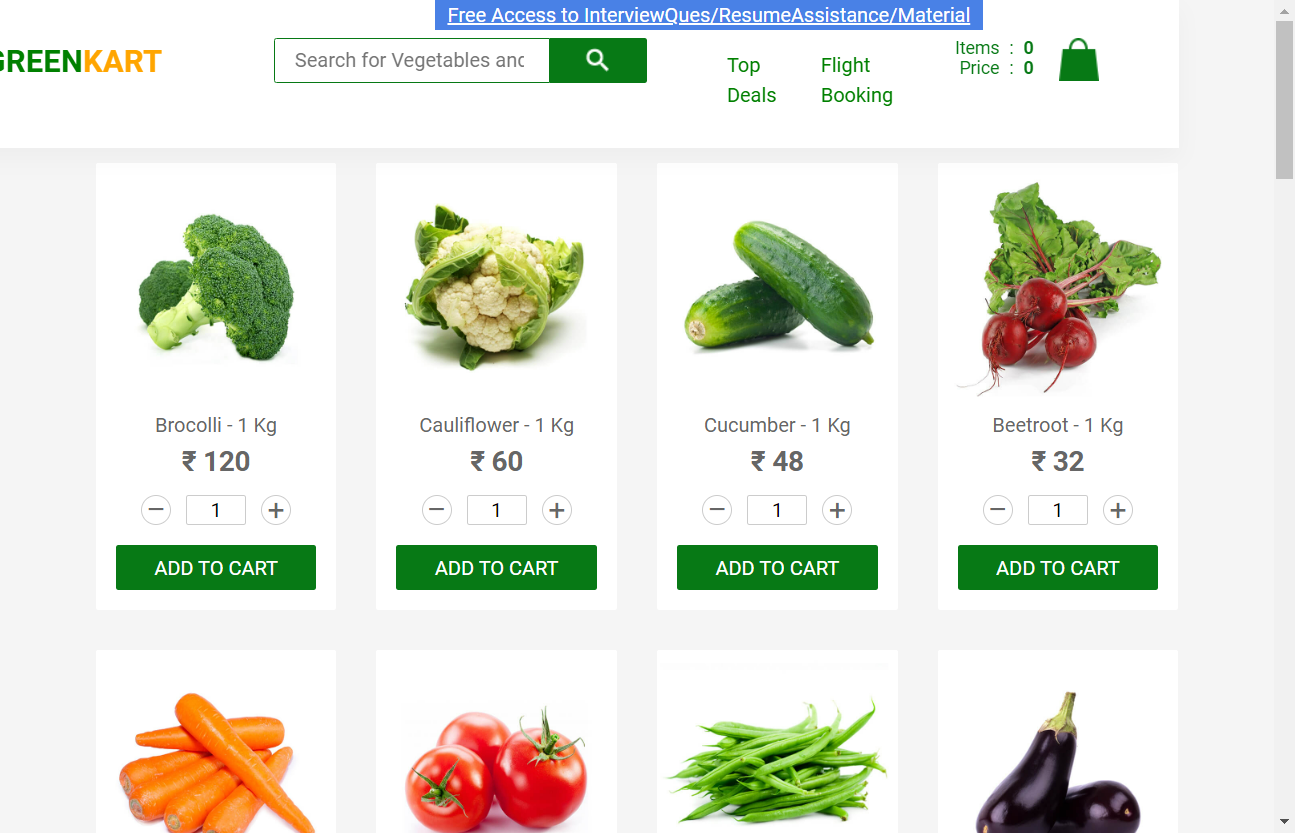 Free Access to InterviewQues/ResumeAssistance/Material
GREENKART
Search for Vegetables and
Top Deals
Flight Booking
Items : 0
Price : 0
Brocolli - 1 Kg
₹ 120
− 1 +
ADD TO CART
Cauliflower - 1 Kg
₹ 60
− 1 +
ADD TO CART
Cucumber - 1 Kg
₹ 48
− 1 +
ADD TO CART
Beetroot - 1 Kg
₹ 32
− 1 +
ADD TO CART